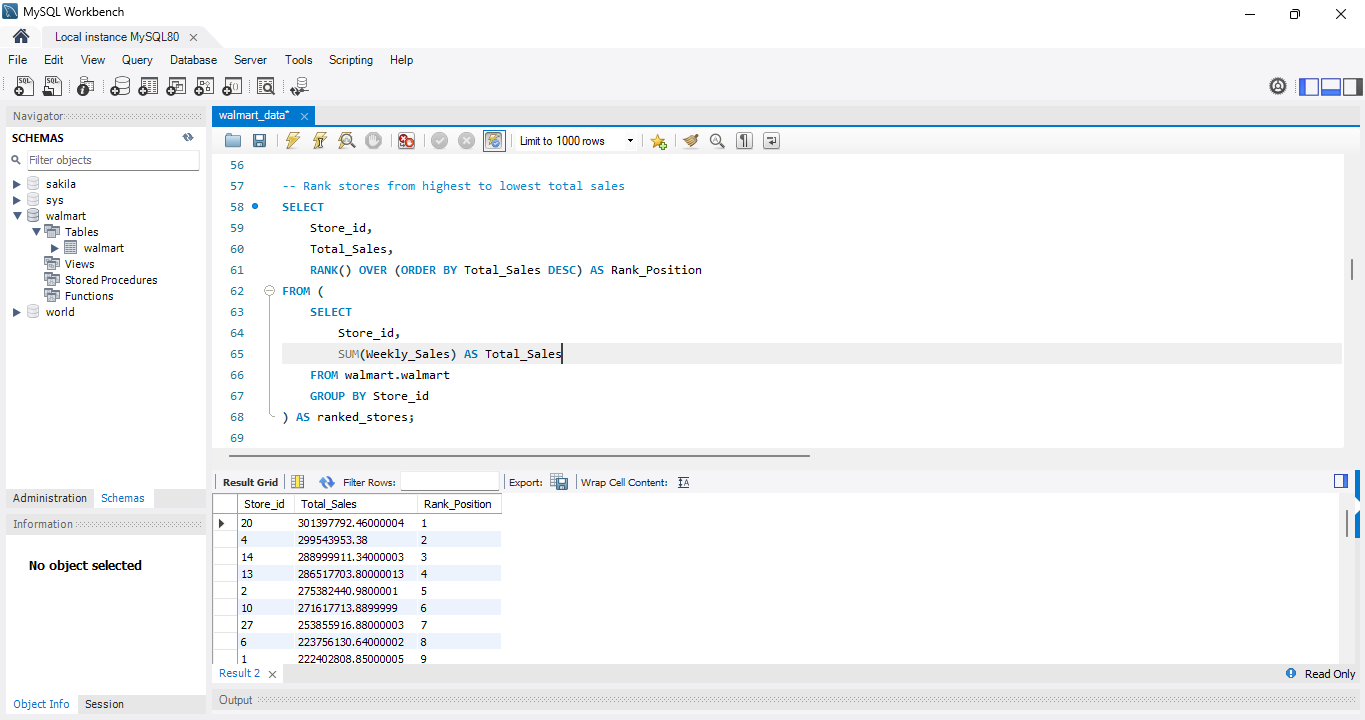 MySQL Workbench
Local instance MySQL80
File Edit View Query Database Server Tools Scripting Help
Navigator
SCHEMAS
Filter objects
sakila
sys
walmart
Tables
walmart
Views
Stored Procedures
Functions
world
Administration Schemas
Information
No object selected
Object Info Session
walmart_data*
Limit to 1000 rows
56
57 -- Rank stores from highest to lowest total sales
58 SELECT
59 Store_id,
60 Total_Sales,
61 RANK() OVER (ORDER BY Total_Sales DESC) AS Rank_Position
62 FROM (
63 SELECT
64 Store_id,
65 SUM(Weekly_Sales) AS Total_Sales
66 FROM walmart.walmart
67 GROUP BY Store_id
68 ) AS ranked_stores;
69
Result Grid Filter Rows: Export: Wrap Cell Content:
Store_id Total_Sales Rank_Position
20 301397792.46000004 1
4 299543953.38 2
14 288999911.34000003 3
13 286517703.80000013 4
2 275382440.9800001 5
10 271617713.8899999 6
27 253855916.88000003 7
6 223756130.64000002 8
1 222402808.85000005 9
Result 2 Read Only
Output